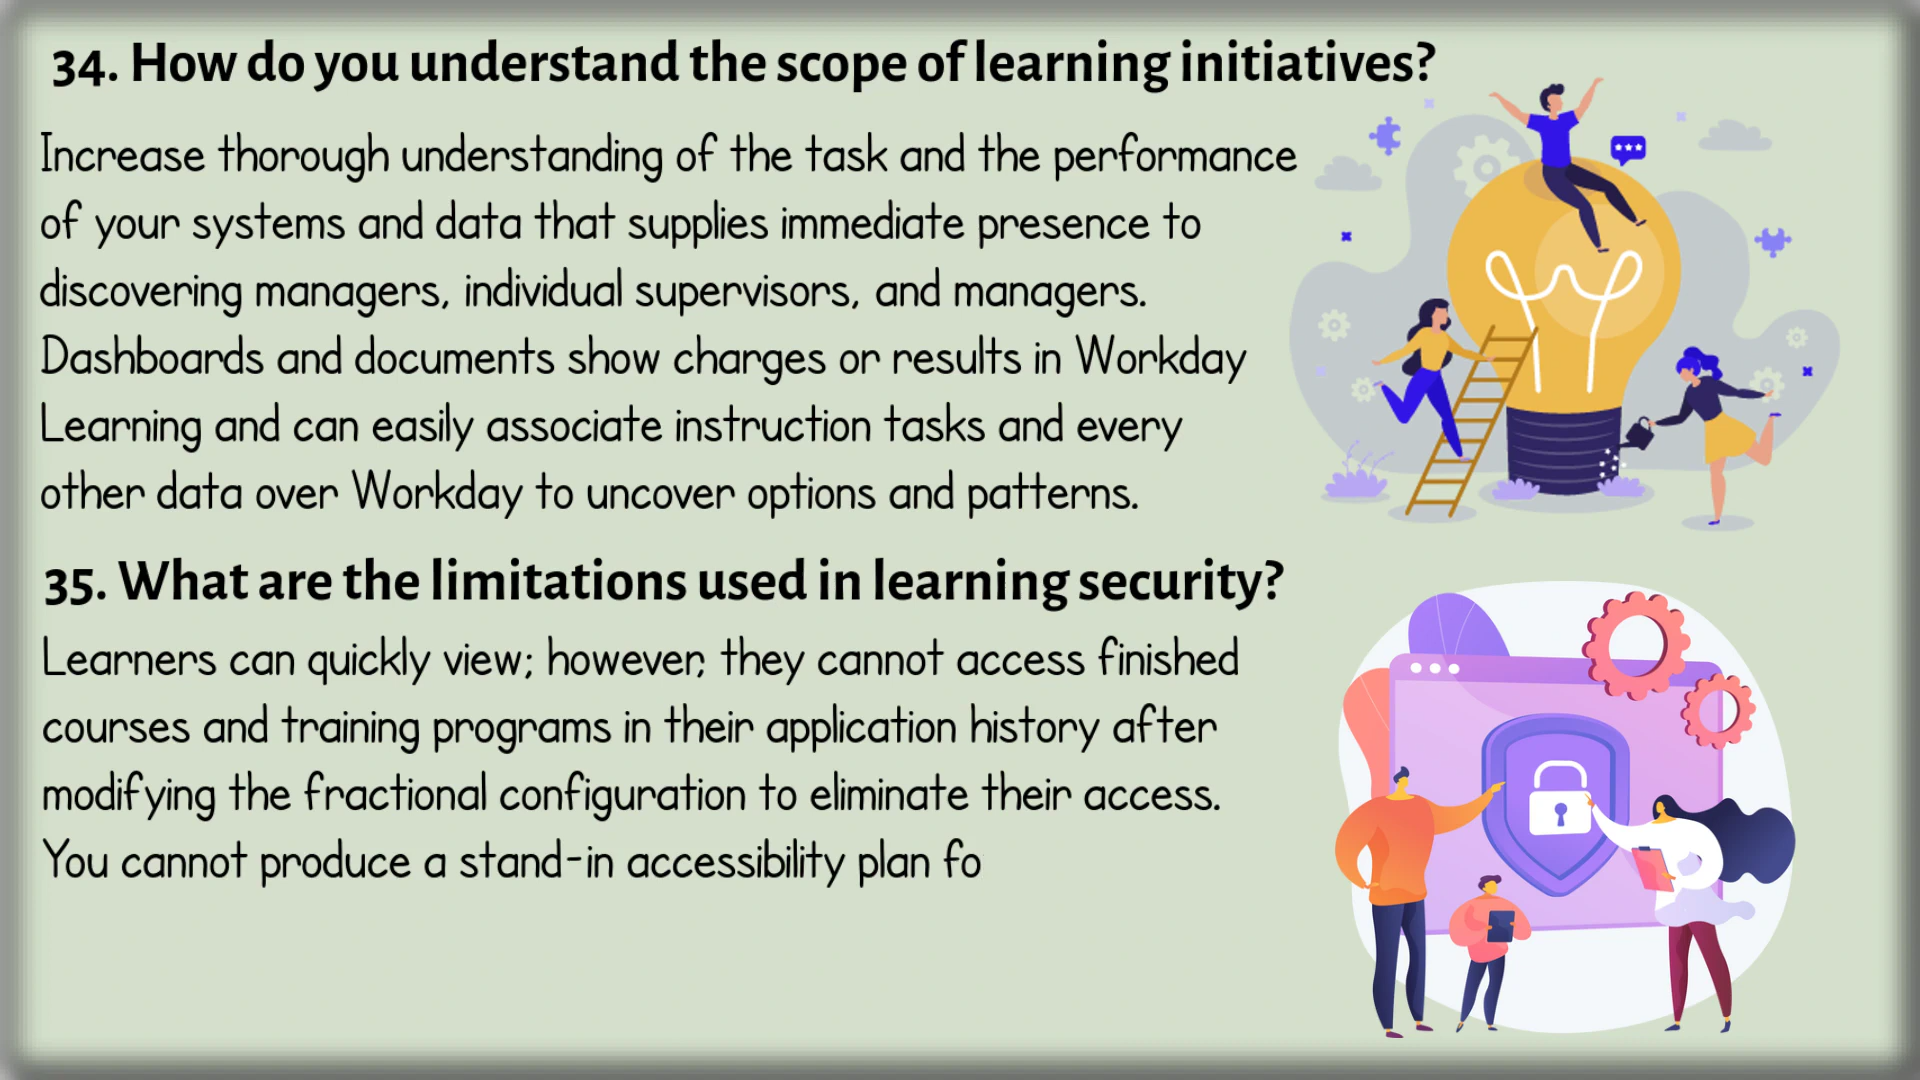 34. How do you understand the scope of learning initiatives?
Increase thorough understanding of the task and the performance
of your systems and data that supplies immediate presence to
discovering managers, individual supervisors, and managers.
Dashboards and documents show charges or results in Workday
Learning and can easily associate instruction tasks and every
other data over Workday to uncover options and patterns.
35. What are the limitations used in learning security?
Learners can quickly view; however, they cannot access finished
courses and training programs in their application history after
modifying the fractional configuration to eliminate their access.
You cannot produce a stand-in accessibility plan fo